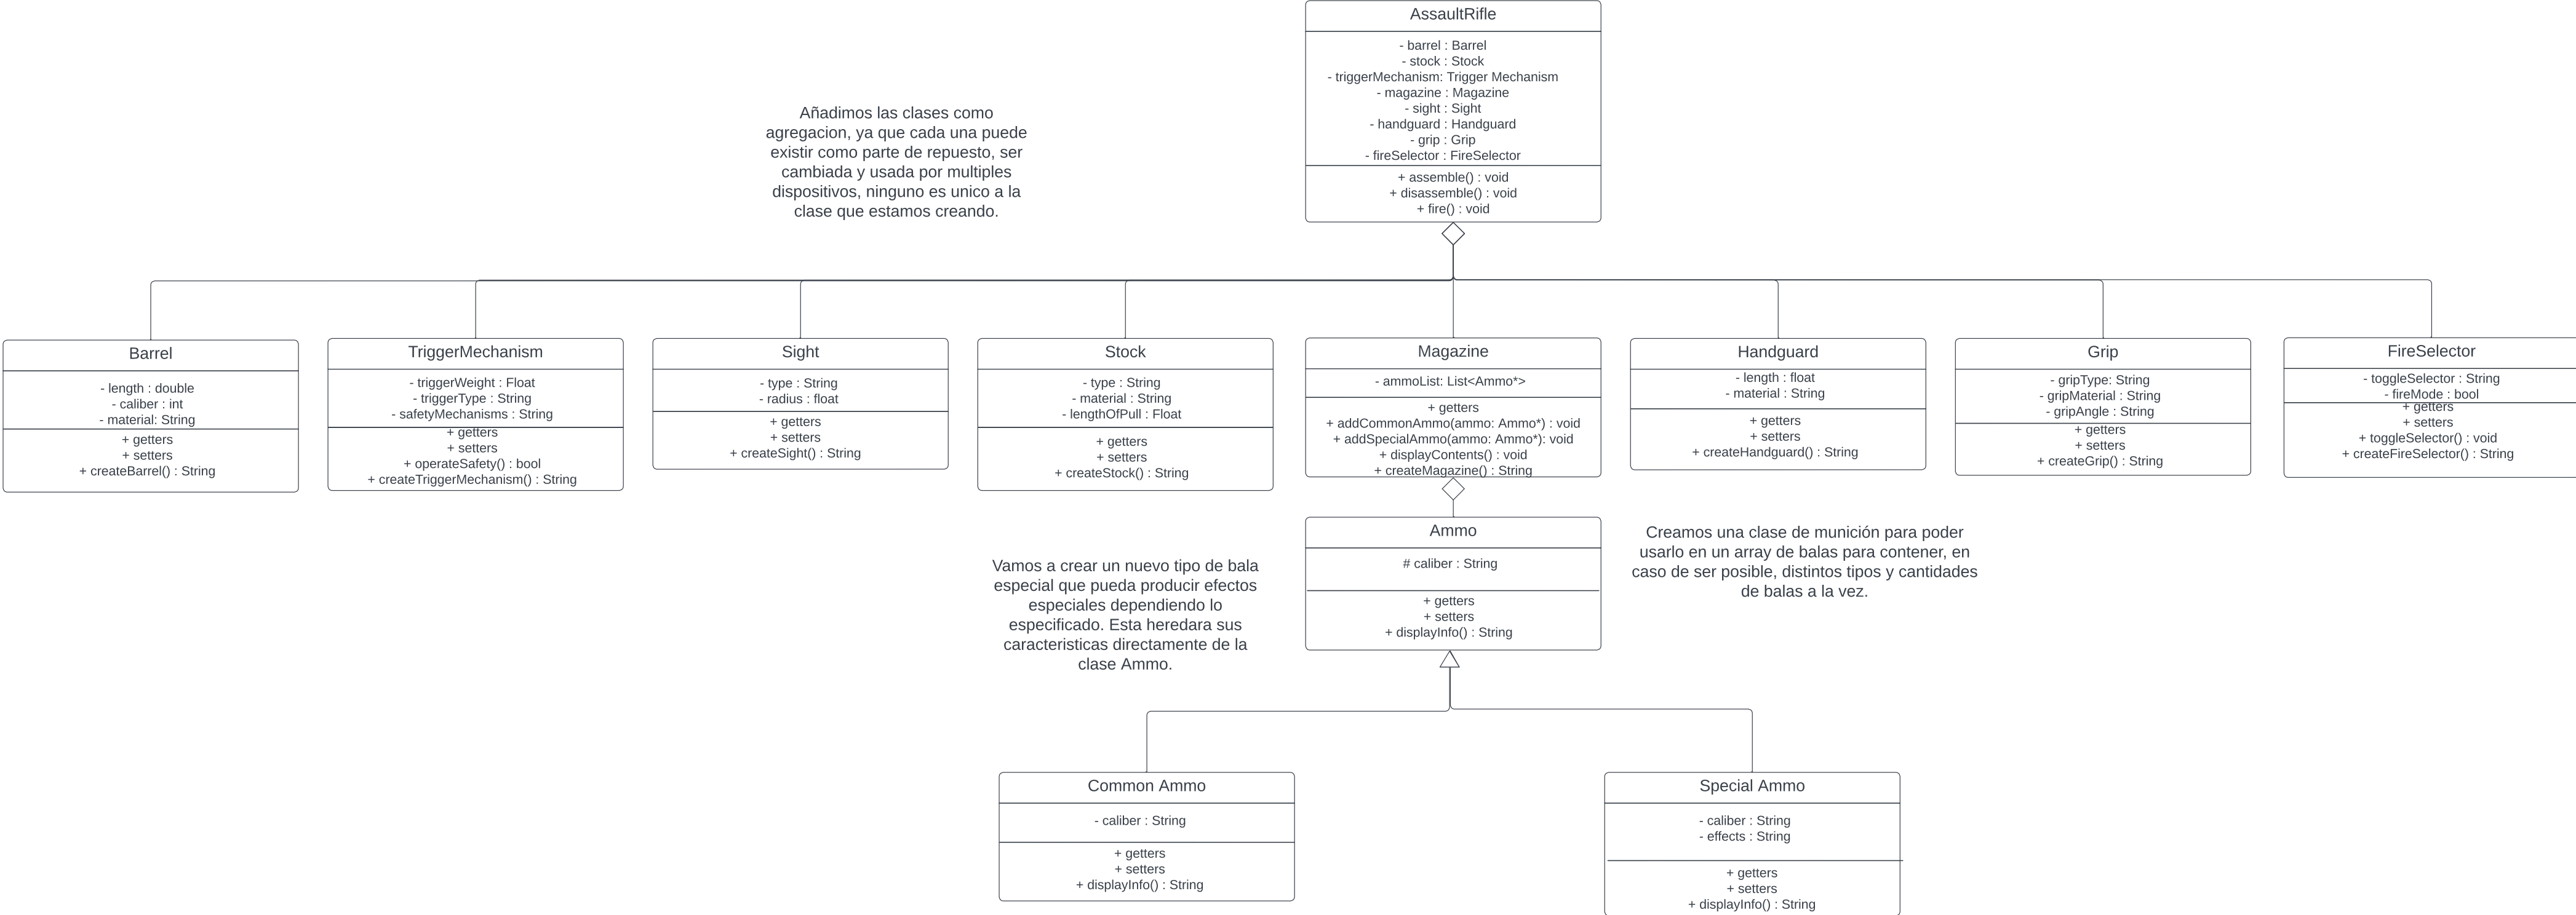 AssaultRifle
- barrel : Barrel
- stock : Stock
- triggerMechanism: Trigger Mechanism
- magazine : Magazine
- sight : Sight
- handguard : Handguard
- grip : Grip
- fireSelector : FireSelector
+ assemble() : void
+ disassemble() : void
+ fire() : void
Añadimos las clases como
agregacion, ya que cada una puede
existir como parte de repuesto, ser
cambiada y usada por multiples
dispositivos, ninguno es unico a la
clase que estamos creando.
Barrel
- length : double
- caliber : int
- material: String
+ getters
+ setters
+ createBarrel() : String
TriggerMechanism
- triggerWeight : Float
- triggerType : String
- safetyMechanisms : String
+ getters
+ setters
+ operateSafety() : bool
+ createTriggerMechanism() : String
Sight
- type : String
- radius : float
+ getters
+ setters
+ createSight() : String
Stock
- type : String
- material : String
- lengthOfPull : Float
+ getters
+ setters
+ createStock() : String
Magazine
- ammoList: List<Ammo*>
+ getters
+ addCommonAmmo(ammo: Ammo*) : void
+ addSpecialAmmo(ammo: Ammo*): void
+ displayContents() : void
+ createMagazine() : String
Handguard
- length : float
- material : String
+ getters
+ setters
+ createHandguard() : String
Grip
- gripType: String
- gripMaterial : String
- gripAngle : String
+ getters
+ setters
+ createGrip() : String
FireSelector
- toggleSelector : String
- fireMode : bool
+ getters
+ setters
+ toggleSelector() : void
+ createFireSelector() : String
Ammo
# caliber : String
+ getters
+ setters
+ displayInfo() : String
Vamos a crear un nuevo tipo de bala
especial que pueda producir efectos
especiales dependiendo lo
especificado. Esta heredara sus
caracteristicas directamente de la
clase Ammo.
Creamos una clase de munición para poder
usarlo en un array de balas para contener, en
caso de ser posible, distintos tipos y cantidades
de balas a la vez.
Common Ammo
- caliber : String
+ getters
+ setters
+ displayInfo() : String
Special Ammo
- caliber : String
- effects : String
+ getters
+ setters
+ displayInfo() : String